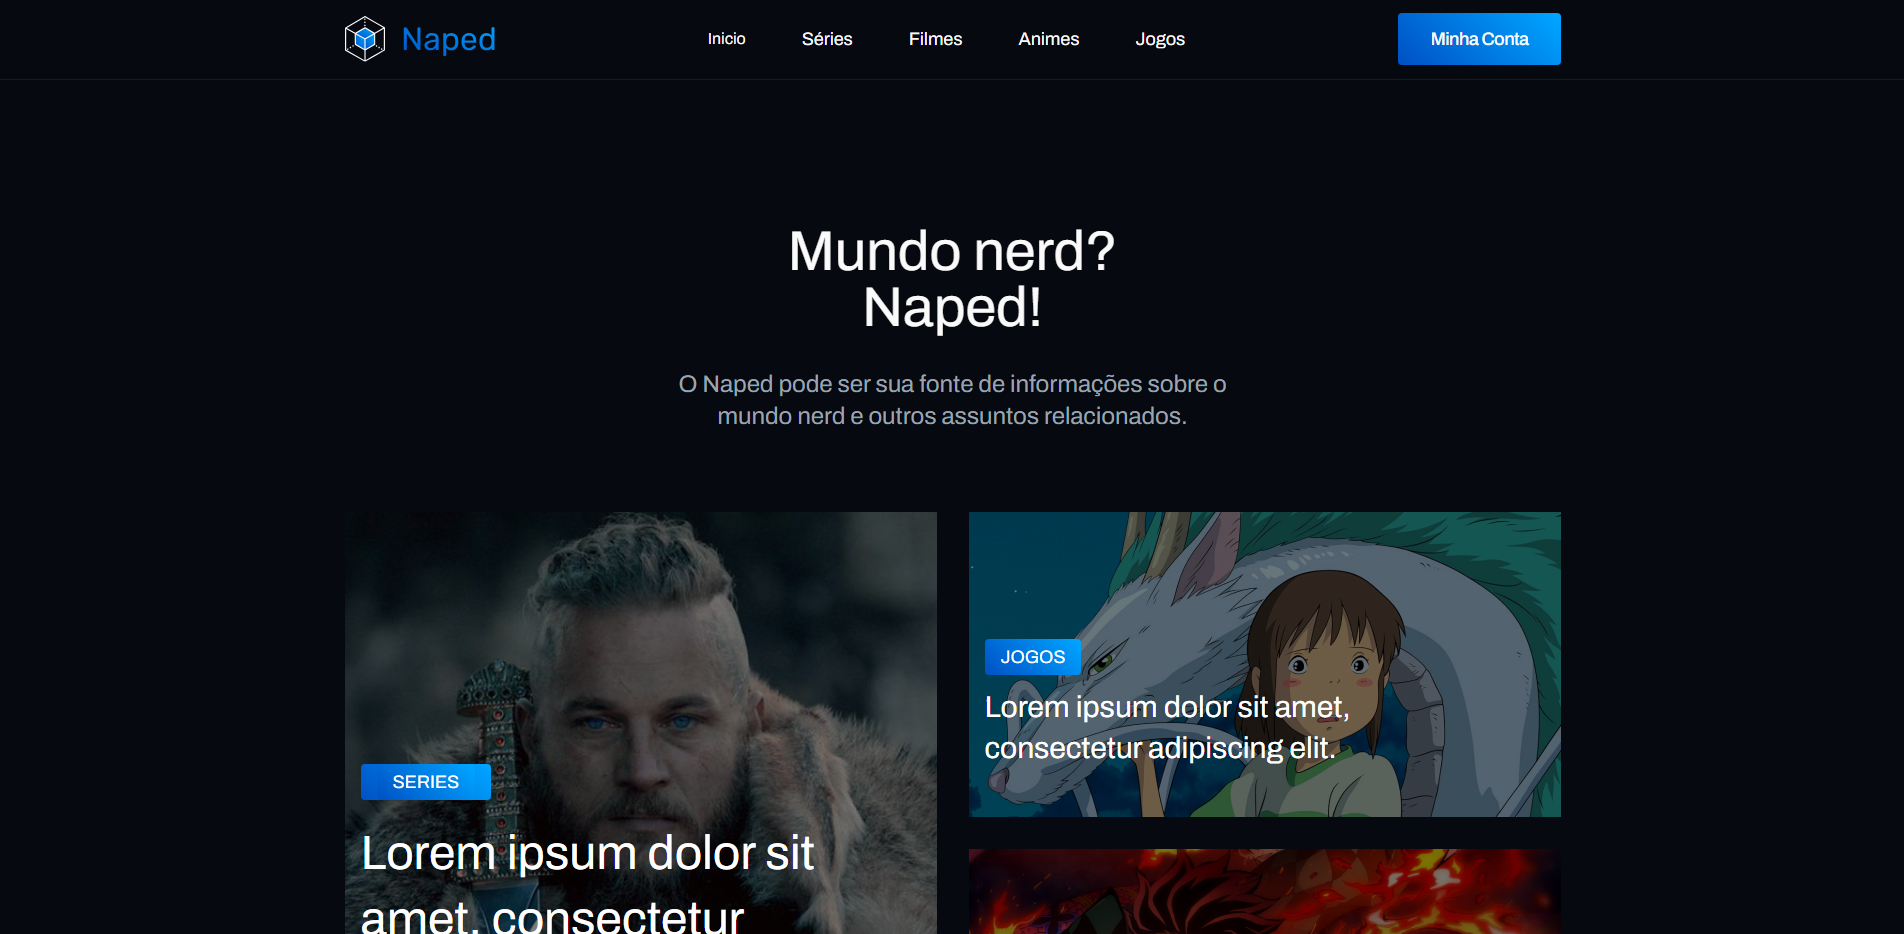 Naped
Inicio
Séries
Filmes
Animes
Jogos
Minha Conta
Mundo nerd?
Naped!
O Naped pode ser sua fonte de informações sobre o
mundo nerd e outros assuntos relacionados.
SERIES
Lorem ipsum dolor sit
amet, consectetur
JOGOS
Lorem ipsum dolor sit amet,
consectetur adipiscing elit.